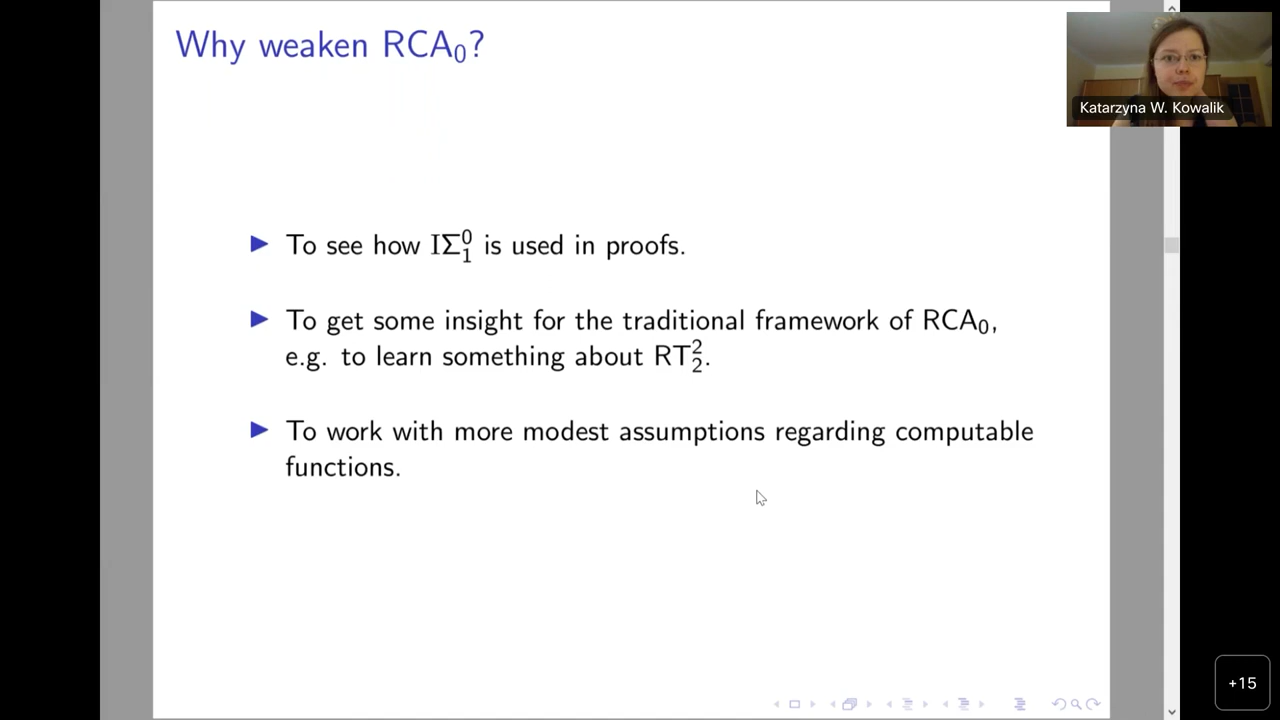 Why weaken RCA₀?
Katarzyna W. Kowalik
▶ To see how IΣ⁰₁ is used in proofs.
▶ To get some insight for the traditional framework of RCA₀,
e.g. to learn something about RT²₂.
▶ To work with more modest assumptions regarding computable
functions.
+15